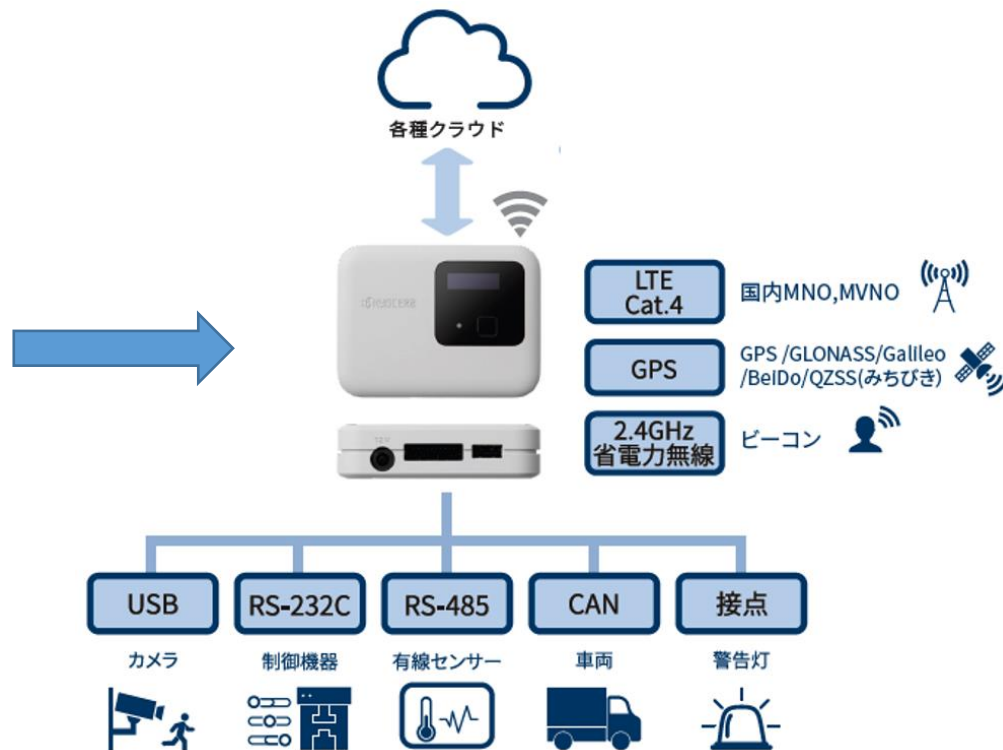 各種クラウド
KYOCERA
LTE
Cat.4
国内MNO,MVNO
GPS
GPS /GLONASS/Galileo
/BeIDo/QZSS(みちびき)
2.4GHz
省電力無線
ビーコン
USB
RS-232C
RS-485
CAN
接点
カメラ
制御機器
有線センサー
車両
警告灯